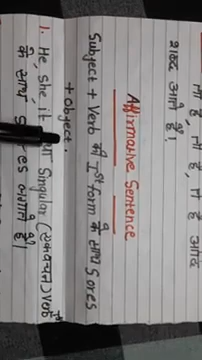 ता है, ती है, ते हैं आदि
शब्द आते हैं।
Affirmative Sentence
Subject + Verb की Ist form के साथ S or es
+ Object.
1. He, she, it Singular (एकवचन) Verb
के साथ es लगाते हैं।